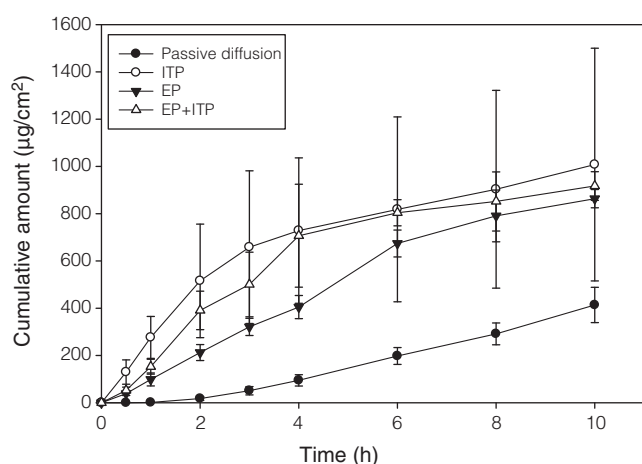 1600
1400
1200
1000
800
600
400
200
0
Cumulative amount (µg/cm²)
Passive diffusion
ITP
EP
EP+ITP
0 2 4 6 8 10
Time (h)